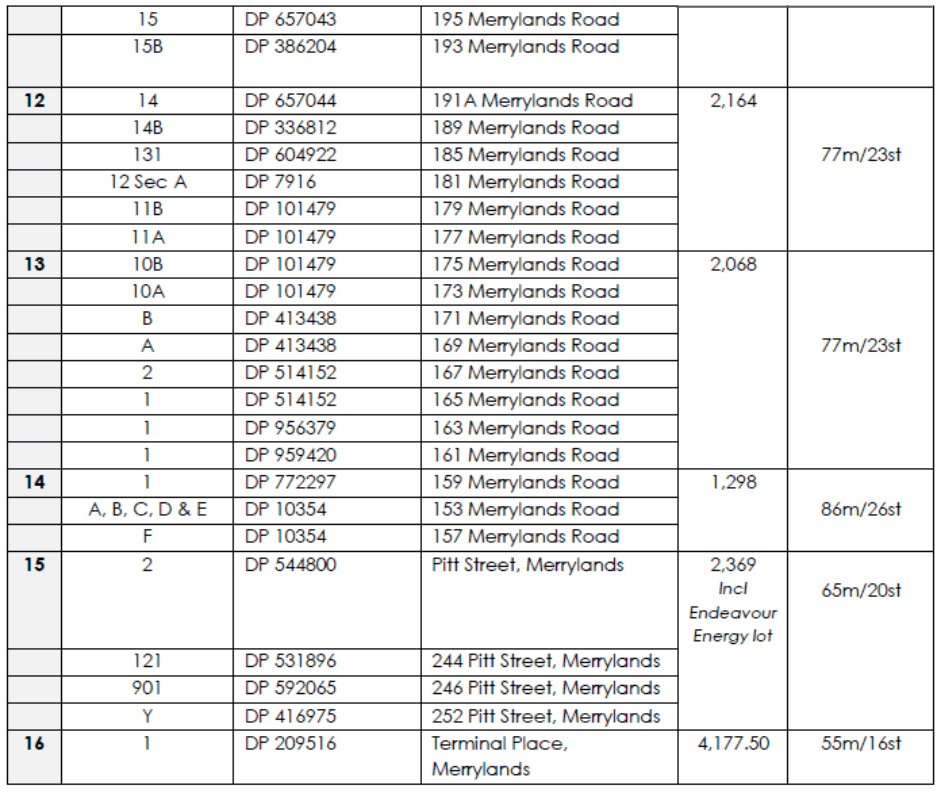 15 DP 657043 195 Merrylands Road
15B DP 386204 193 Merrylands Road
12 14 DP 657044 191A Merrylands Road 2,164
14B DP 336812 189 Merrylands Road
131 DP 604922 185 Merrylands Road 77m/23st
12 Sec A DP 7916 181 Merrylands Road
11B DP 101479 179 Merrylands Road
11A DP 101479 177 Merrylands Road
13 10B DP 101479 175 Merrylands Road 2,068
10A DP 101479 173 Merrylands Road
B DP 413438 171 Merrylands Road
A DP 413438 169 Merrylands Road 77m/23st
2 DP 514152 167 Merrylands Road
1 DP 514152 165 Merrylands Road
1 DP 956379 163 Merrylands Road
1 DP 959420 161 Merrylands Road
14 1 DP 772297 159 Merrylands Road 1,298
A, B, C, D & E DP 10354 153 Merrylands Road 86m/26st
F DP 10354 157 Merrylands Road
15 2 DP 544800 Pitt Street, Merrylands 2,369
Incl 65m/20st
Endeavour
Energy lot
121 DP 531896 244 Pitt Street, Merrylands
901 DP 592065 246 Pitt Street, Merrylands
Y DP 416975 252 Pitt Street, Merrylands
16 1 DP 209516 Terminal Place, 4,177.50 55m/16st
Merrylands